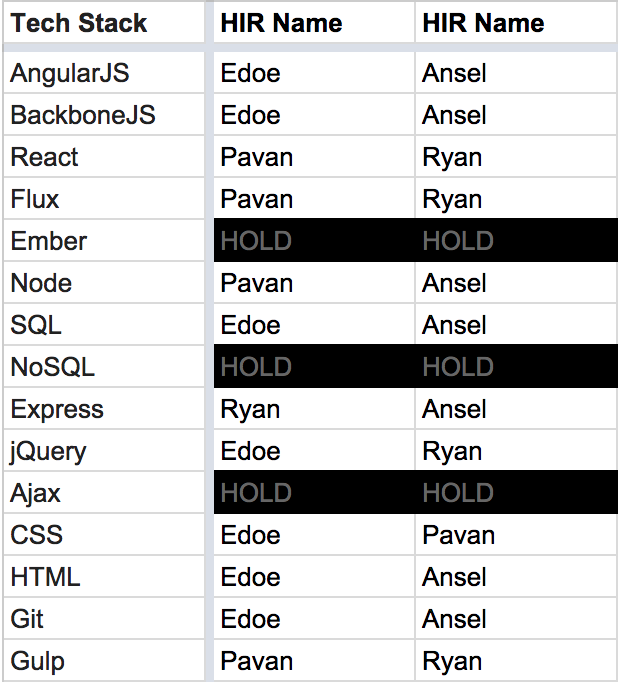 Tech Stack HIR Name HIR Name
AngularJS Edoe Ansel
BackboneJS Edoe Ansel
React Pavan Ryan
Flux Pavan Ryan
Ember HOLD HOLD
Node Pavan Ansel
SQL Edoe Ansel
NoSQL HOLD HOLD
Express Ryan Ansel
jQuery Edoe Ryan
Ajax HOLD HOLD
CSS Edoe Pavan
HTML Edoe Ansel
Git Edoe Ansel
Gulp Pavan Ryan